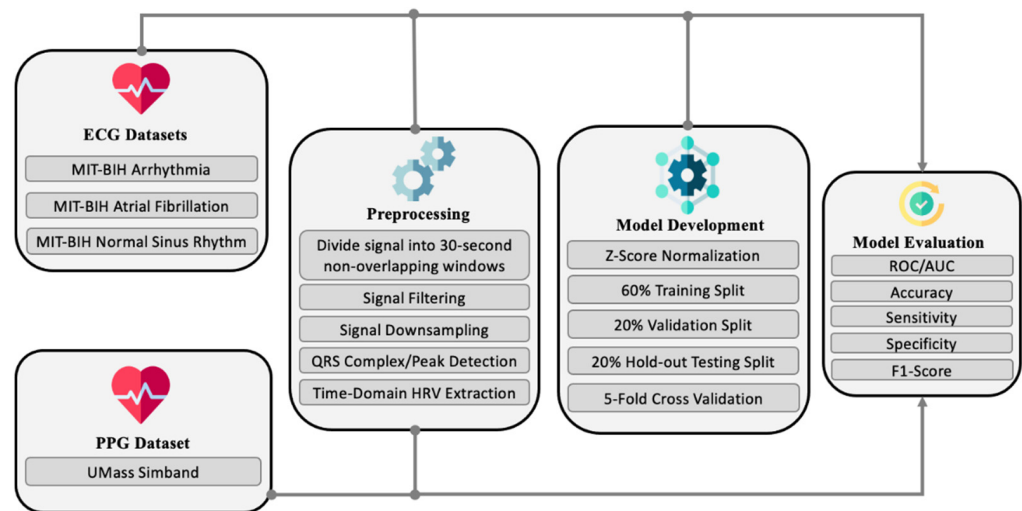 ECG Datasets
MIT-BIH Arrhythmia
MIT-BIH Atrial Fibrillation
MIT-BIH Normal Sinus Rhythm
PPG Dataset
UMass Simband
Preprocessing
Divide signal into 30-second
non-overlapping windows
Signal Filtering
Signal Downsampling
QRS Complex/Peak Detection
Time-Domain HRV Extraction
Model Development
Z-Score Normalization
60% Training Split
20% Validation Split
20% Hold-out Testing Split
5-Fold Cross Validation
Model Evaluation
ROC/AUC
Accuracy
Sensitivity
Specificity
F1-Score